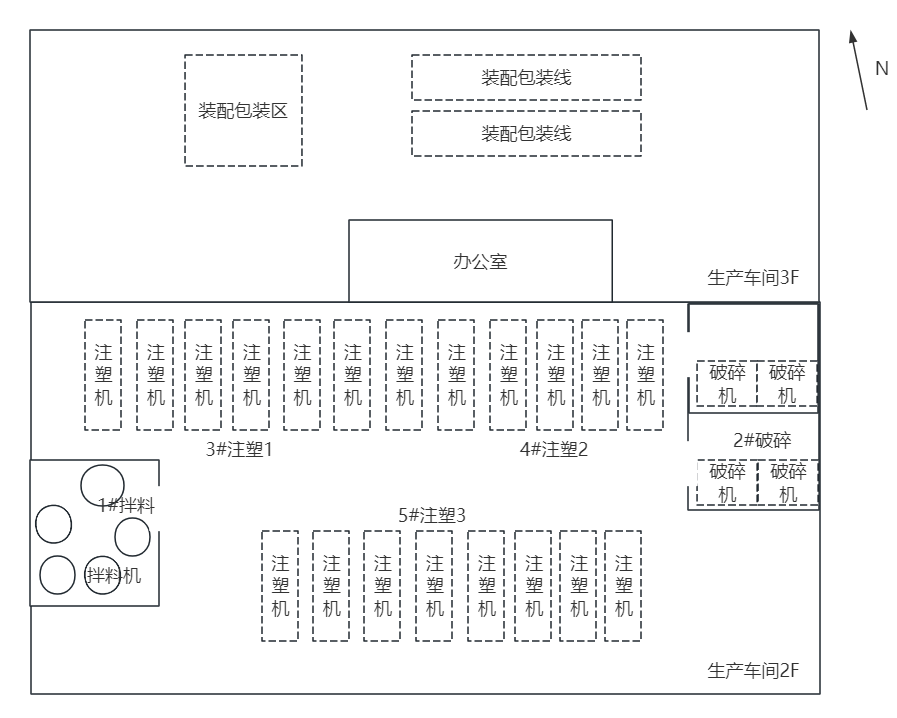 N
装配包装区
装配包装线
装配包装线
办公室
生产车间3F
注塑机
注塑机
注塑机
注塑机
注塑机
注塑机
注塑机
注塑机
注塑机
注塑机
注塑机
注塑机
破碎
机
破碎
机
3#注塑1
4#注塑2
2#破碎
破碎
机
破碎
机
1#拌料
拌料机
5#注塑3
注塑机
注塑机
注塑机
注塑机
注塑机
注塑机
注塑机
注塑机
生产车间2F